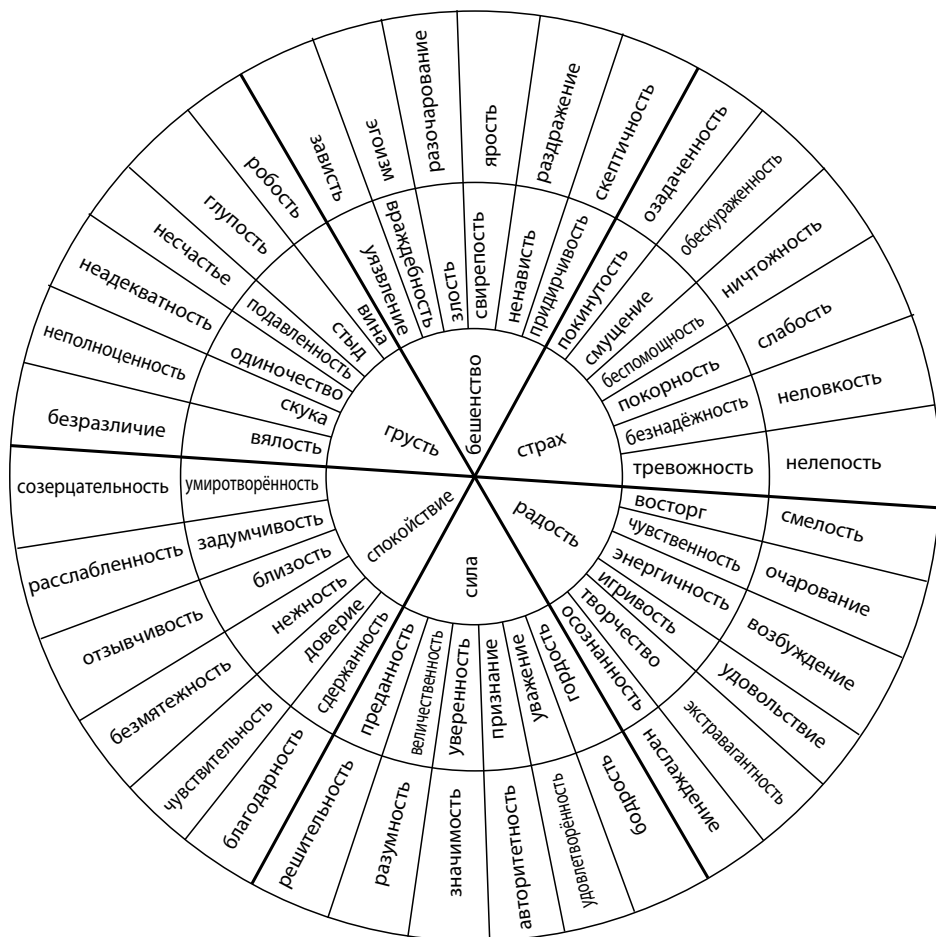 бешенство
страх
радость
сила
спокойствие
грусть
уязвление
враждебность
злость
свирепость
ненависть
придирчивость
покинутость
смущение
беспомощность
покорность
безнадёжность
тревожность
восторг
чувственность
энергичность
игривость
творчество
осознанность
гордость
уважение
признание
уверенность
величественность
преданность
сдержанность
доверие
нежность
близость
задумчивость
умиротворённость
вялость
скука
одиночество
подавленность
стыд
вина
зависть
эгоизм
разочарование
ярость
раздражение
скептичность
озадаченность
обескураженность
ничтожность
слабость
неловкость
нелепость
смелость
очарование
возбуждение
удовольствие
экстравагантность
наслаждение
бодрость
удовлетворённость
авторитетность
значимость
разумность
решительность
благодарность
чувствительность
безмятежность
отзывчивость
расслабленность
созерцательность
безразличие
неполноценность
неадекватность
несчастье
глупость
робость